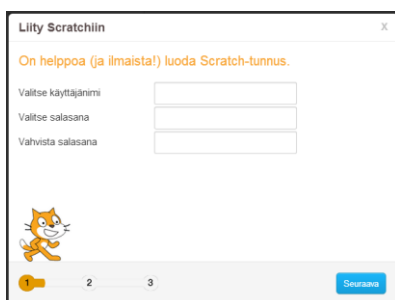 Liity Scratchiin x
On helppoa (ja ilmaista!) luoda Scratch-tunnus.
Valitse käyttäjänimi
Valitse salasana
Vahvista salasana
1 2 3 Seuraava